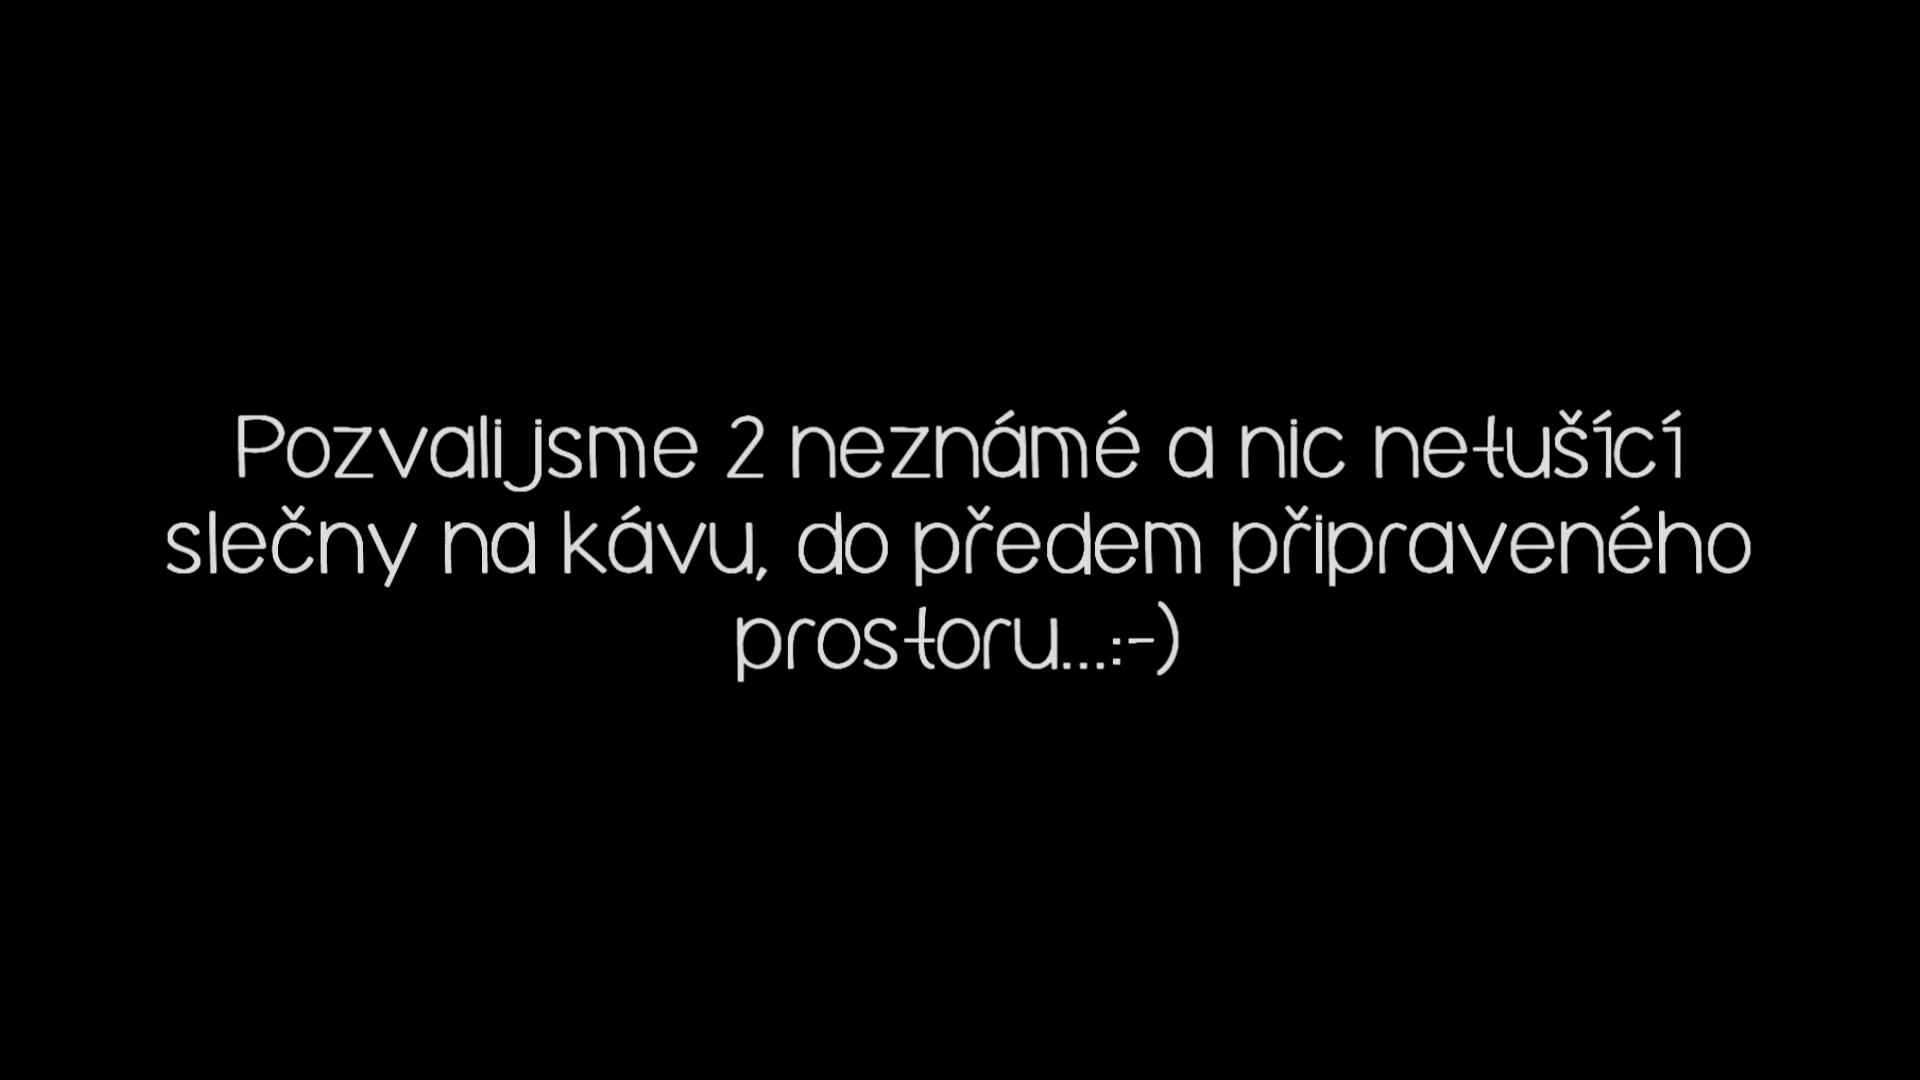 Pozvali jsme 2 neznámé a nic netušící
slečny na kávu, do předem připraveného
prostoru...:-)